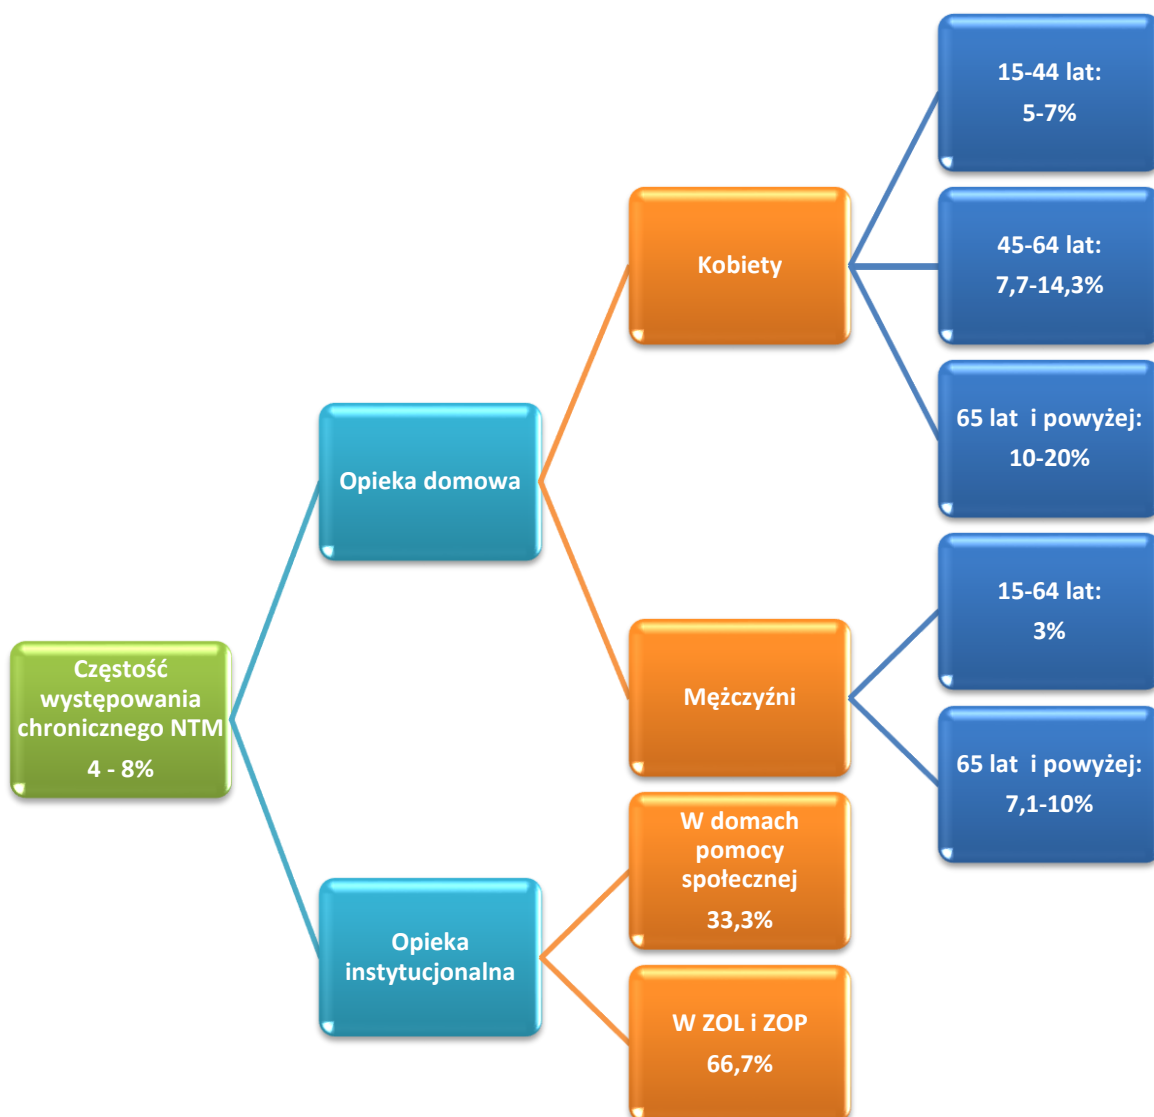 Częstość
występowania
chronicznego NTM
4 - 8%
Opieka domowa
Kobiety
15-44 lat:
5-7%
45-64 lat:
7,7-14,3%
65 lat i powyżej:
10-20%
Mężczyźni
15-64 lat:
3%
65 lat i powyżej:
7,1-10%
Opieka
instytucjonalna
W domach
pomocy
społecznej
33,3%
W ZOL i ZOP
66,7%